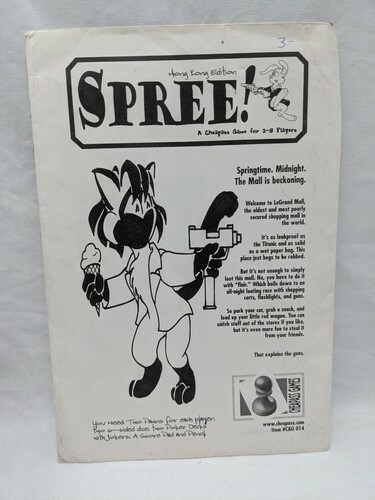 3-
Hong Kong Edition
SPREE!
A Cheapass Game for 3-8 Players
Springtime. Midnight.
The Mall is beckoning.
Welcome to LeGrand Mall,
the oldest and most poorly
secured shopping mall in
the world.
It's as leakproof as
the Titanic and as solid
as a wet paper bag. This
place just begs to be robbed.
But it's not enough to simply
loot this mall. No, you have to do it
with "flair." Which boils down to an
all-night looting race with shopping
carts, flashlights, and guns.
So park your car, grab a snack, and
load up your little red wagon. You can
snitch stuff out of the stores if you like,
but it's even more fun to steal it
from your friends.
That explains the guns.
CHEAPASS GAMES
www.cheapass.com
Item #CAG 014
You Need Two Pawns for each player,
two 6-sided dice, two Poker Decks
with Jokers, A Score Pad and Pencil.